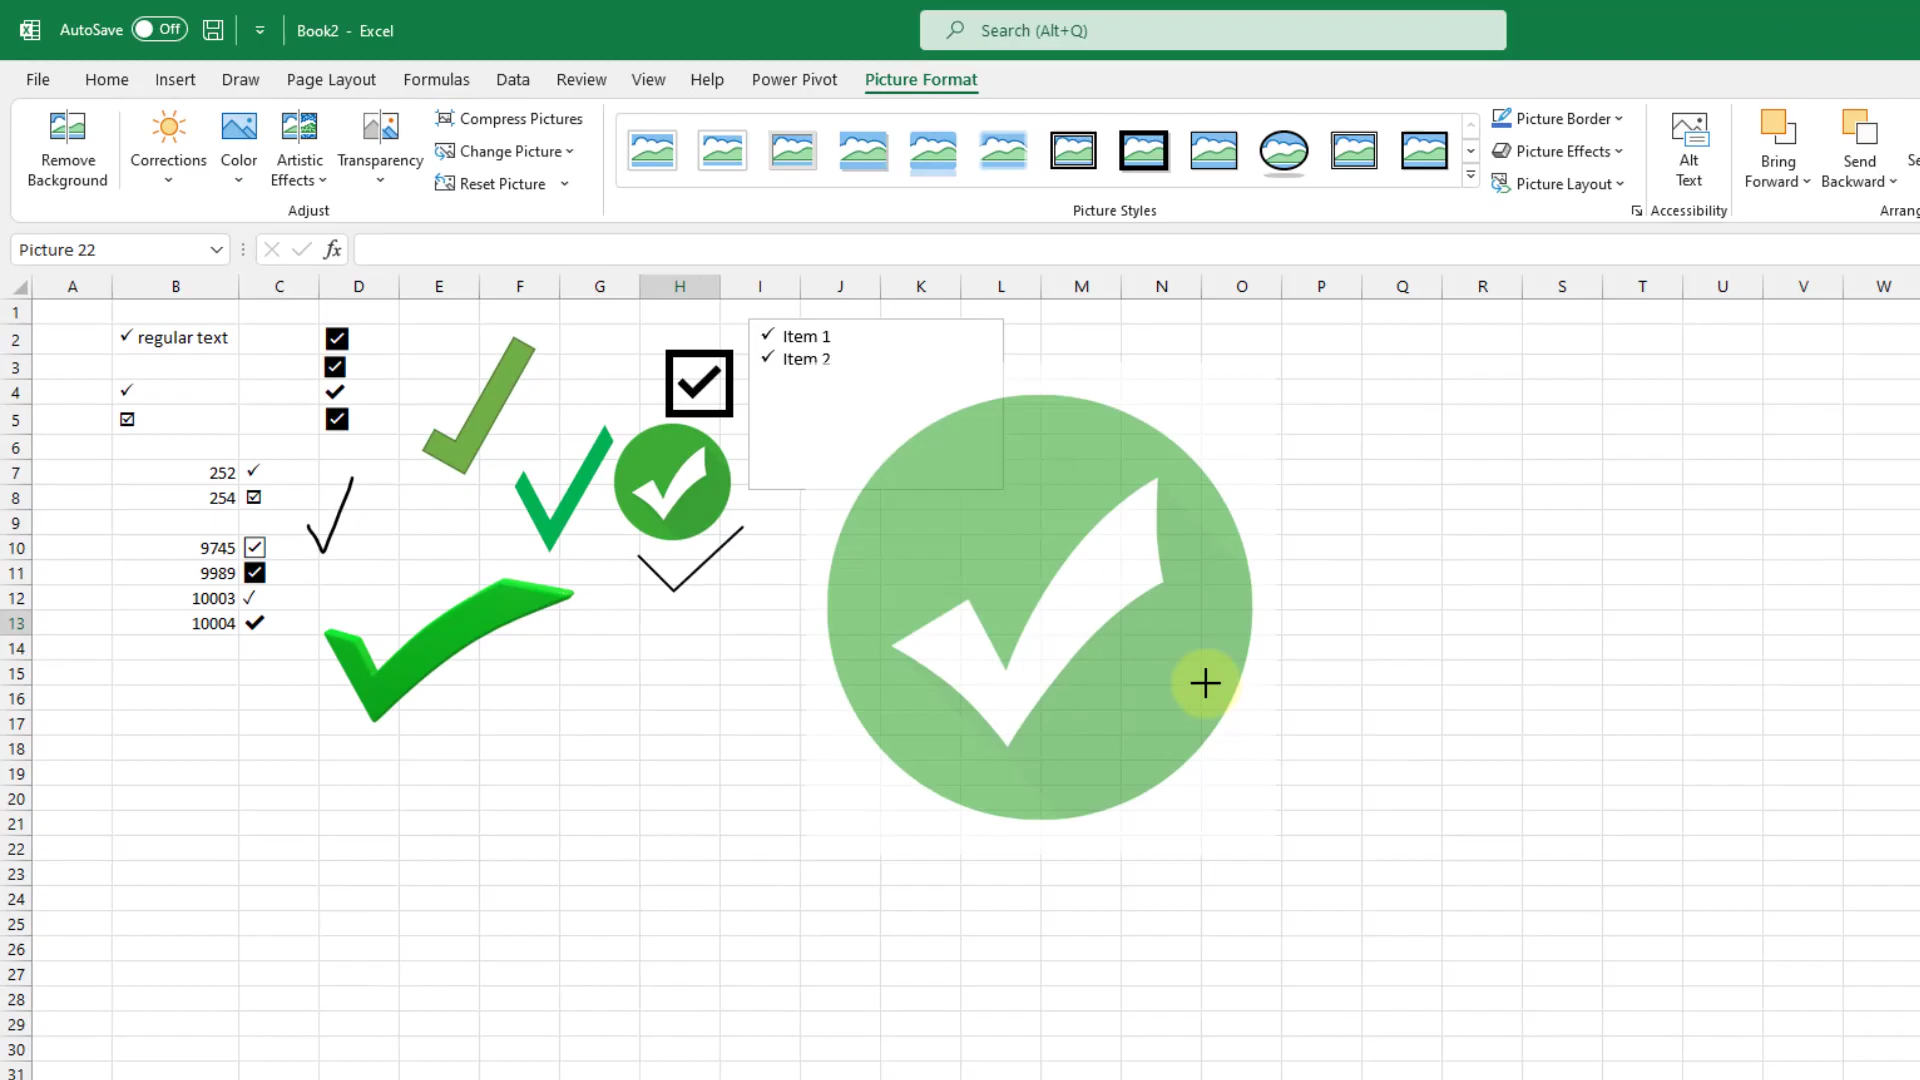 AutoSave Off Book2 - Excel Search (Alt+Q)
File Home Insert Draw Page Layout Formulas Data Review View Help Power Pivot Picture Format
Remove Background
Corrections
Color
Artistic Effects
Transparency
Compress Pictures
Change Picture
Reset Picture
Adjust
Picture Styles
Picture Border
Picture Effects
Picture Layout
Alt Text
Accessibility
Bring Forward
Send Backward
Picture 22 fx
A B C D E F G H I J K L M N O P Q R S T U V W
1
2 ✓ regular text ✓ Item 1
3 ✓ Item 2
4 ✓
5 ☑
6
7 252 ✓
8 254 ☑
9
10 9745 ☑
11 9989 ☑
12 10003 ✓
13 10004 ✔
14
15
16
17
18
19
20
21
22
23
24
25
26
27
28
29
30
31